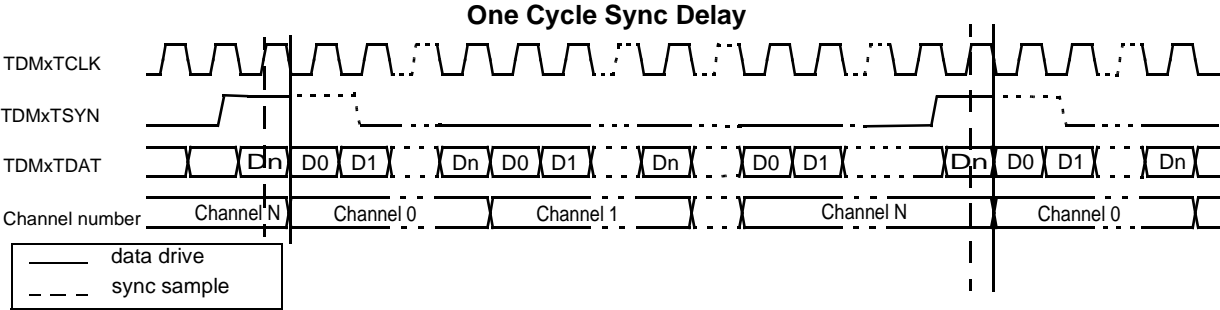 One Cycle Sync Delay
TDMxTCLK
TDMxTSYN
TDMxTDAT Dn D0 D1 Dn D0 D1 Dn D0 D1 Dn D0 D1 Dn
Channel number Channel N Channel 0 Channel 1 Channel N Channel 0
data drive
sync sample